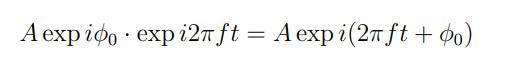 A exp iϕ₀ · exp i2πft = A exp i(2πft + ϕ₀)